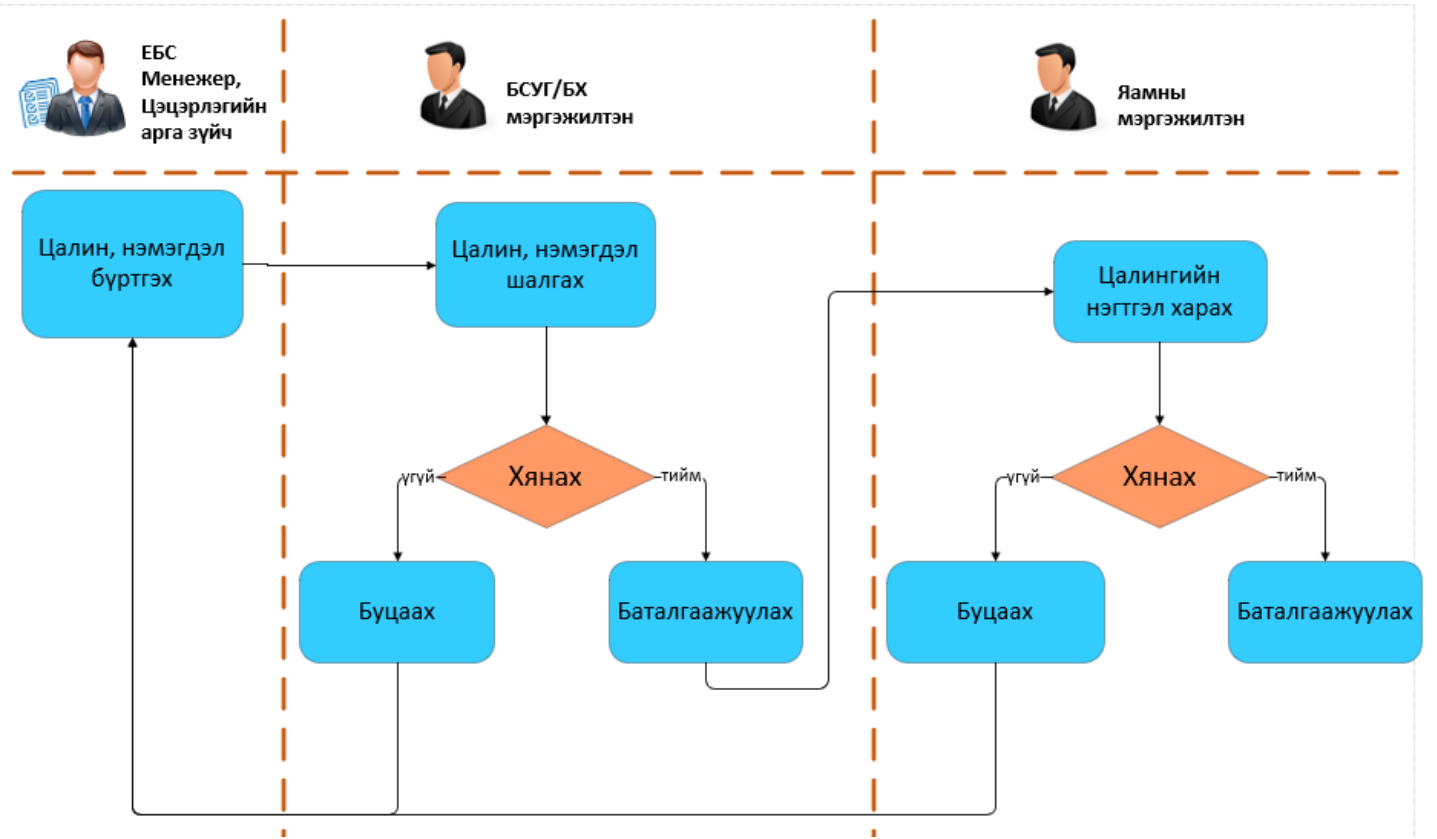 ЕБС
Менежер,
Цэцэрлэгийн
арга зүйч
БСУГ/БХ
мэргэжилтэн
Яамны
мэргэжилтэн
Цалин, нэмэгдэл
бүртгэх
Цалин, нэмэгдэл
шалгах
Цалингийн
нэгтгэл харах
Хянах
үгүй
тийм
Хянах
үгүй
тийм
Буцаах
Баталгаажуулах
Буцаах
Баталгаажуулах